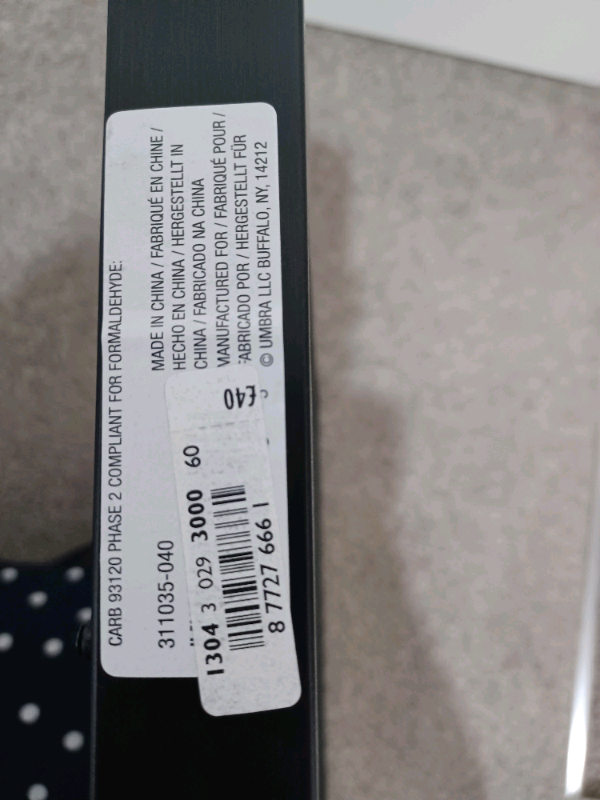 CARB 93120 PHASE 2 COMPLIANT FOR FORMALDEHYDE:
311035-040
MADE IN CHINA / FABRIQUÉ EN CHINE /
HECHO EN CHINA / HERGESTELLT IN
CHINA / FABRICADO NA CHINA
MANUFACTURED FOR / FABRIQUÉ POUR /
FABRICADO POR / HERGESTELLT FÜR
© UMBRA LLC BUFFALO, NY, 14212
1304 3 029 3000 60
8 7727 666 1
£40